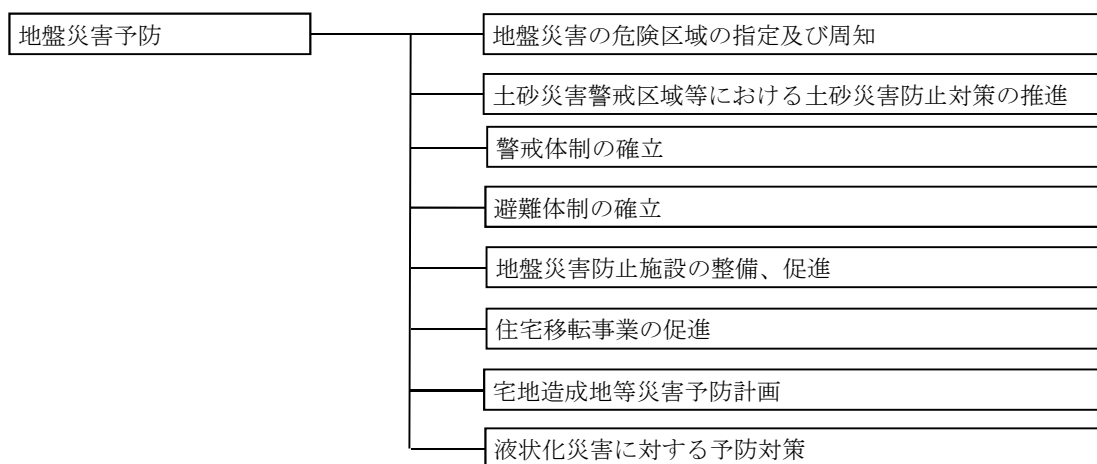 地盤災害予防
地盤災害の危険区域の指定及び周知
土砂災害警戒区域等における土砂災害防止対策の推進
警戒体制の確立
避難体制の確立
地盤災害防止施設の整備、促進
住宅移転事業の促進
宅地造成地等災害予防計画
液状化災害に対する予防対策